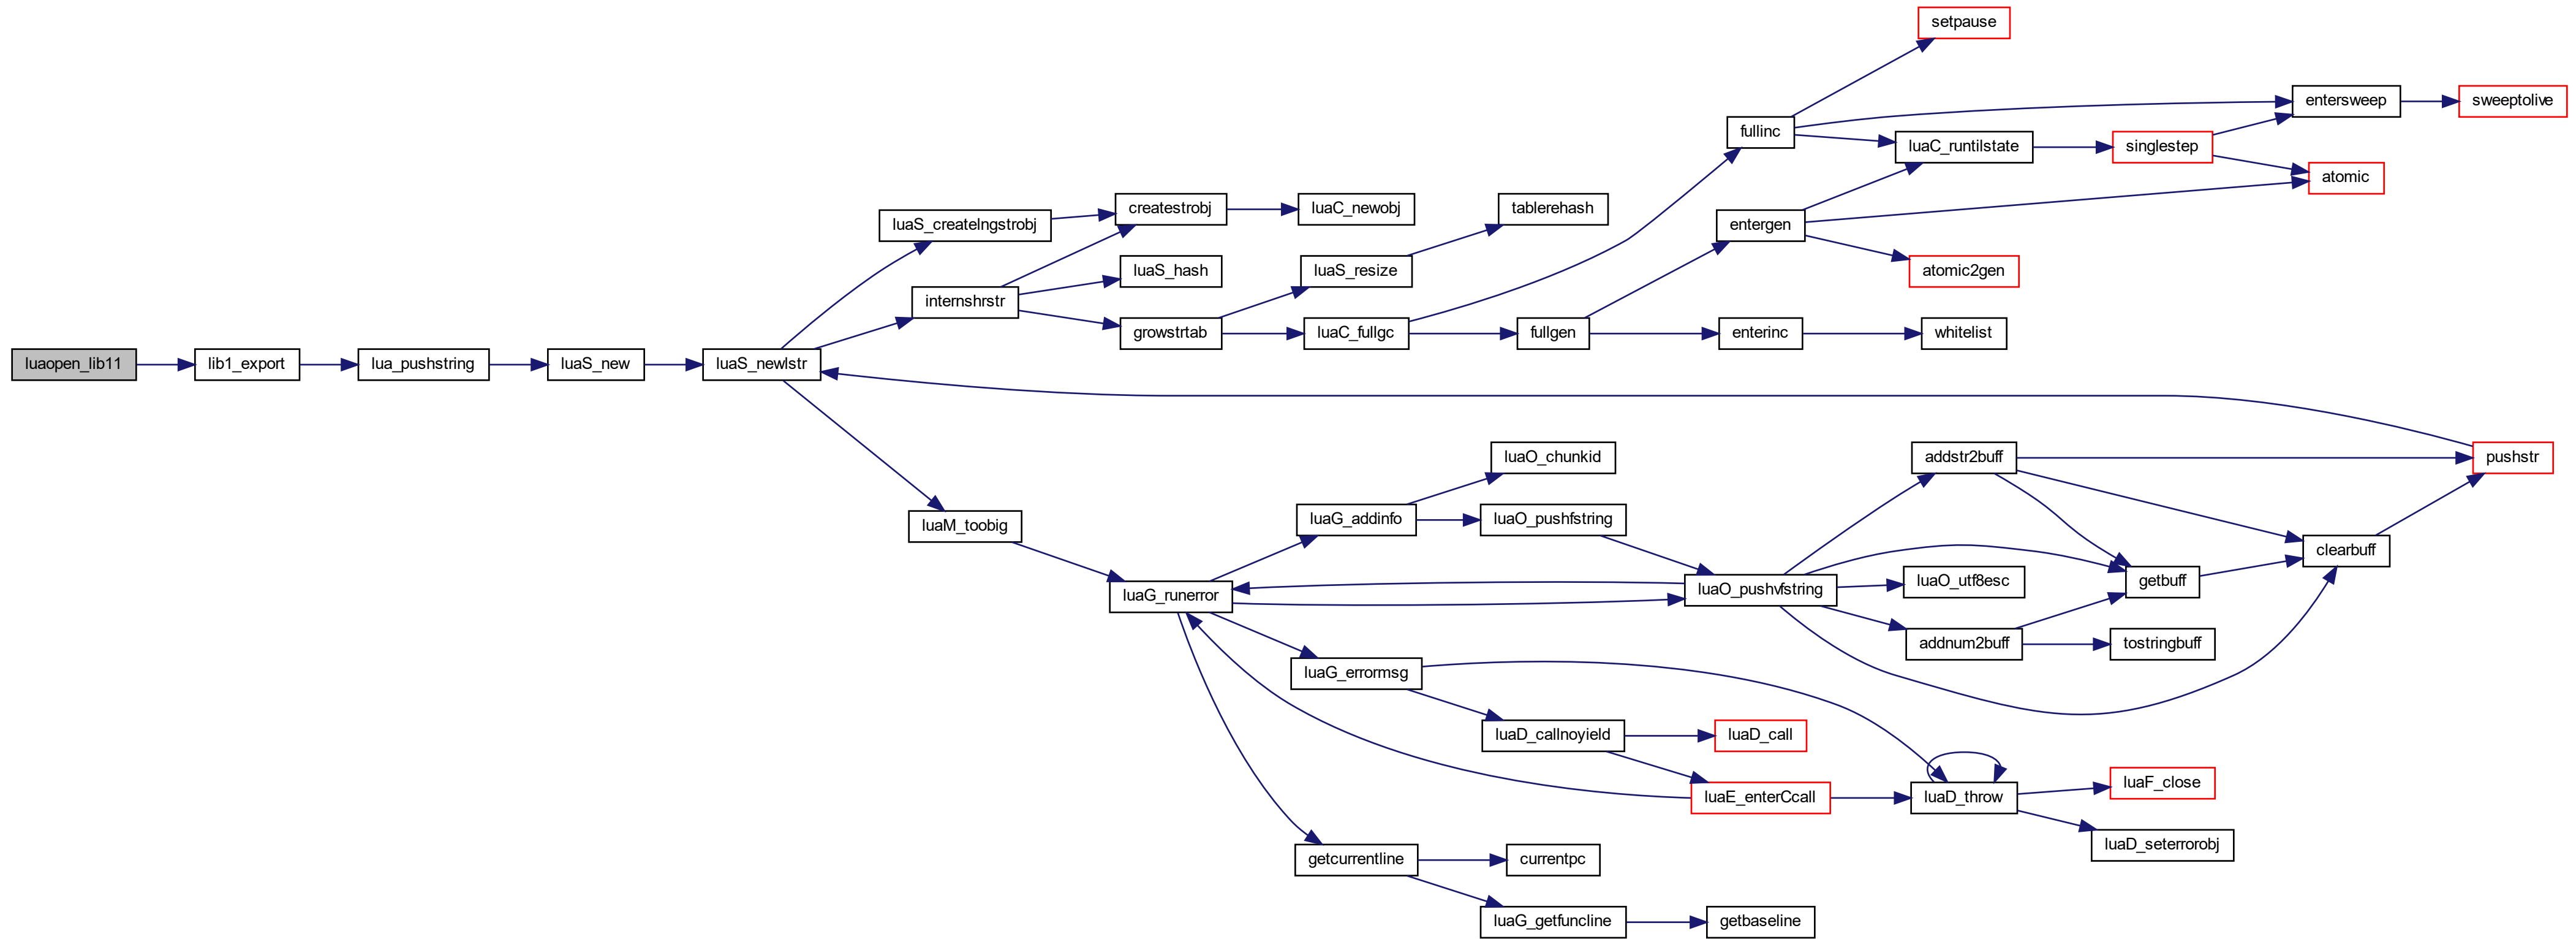 setpause
entersweep
sweeptolive
fullinc
luaC_runtilstate
singlestep
atomic
luaS_createlngstrobj
createstrobj
luaC_newobj
tablerehash
entergen
luaS_hash
luaS_resize
atomic2gen
internshrstr
growstrtab
luaC_fullgc
fullgen
enterinc
whitelist
luaopen_lib11
lib1_export
lua_pushstring
luaS_new
luaS_newlstr
luaO_chunkid
addstr2buff
pushstr
luaM_toobig
luaG_addinfo
luaO_pushfstring
clearbuff
luaG_runerror
luaO_pushvfstring
luaO_utf8esc
getbuff
addnum2buff
tostringbuff
luaG_errormsg
luaD_callnoyield
luaD_call
luaE_enterCcall
luaD_throw
luaF_close
luaD_seterrorobj
getcurrentline
currentpc
luaG_getfuncline
getbaseline